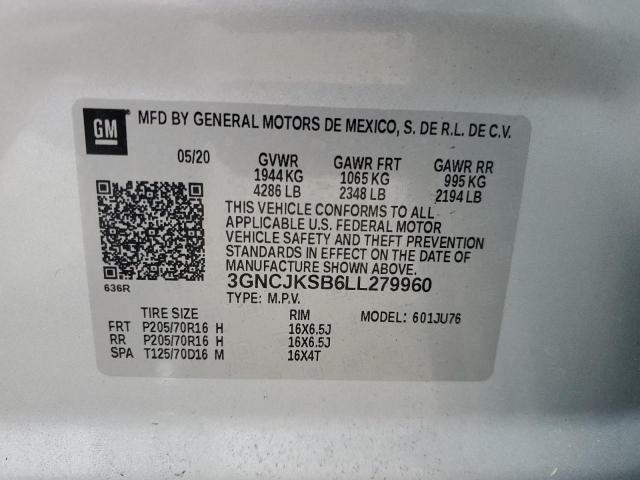 GM MFD BY GENERAL MOTORS DE MEXICO, S. DE R.L. DE C.V.
05/20 GVWR GAWR FRT GAWR RR
1944 KG 1065 KG 995 KG
4286 LB 2348 LB 2194 LB
THIS VEHICLE CONFORMS TO ALL
APPLICABLE U.S. FEDERAL MOTOR
VEHICLE SAFETY AND THEFT PREVENTION
STANDARDS IN EFFECT ON THE DATE OF
MANUFACTURE SHOWN ABOVE.
636R 3GNCJKSB6LL279960
TYPE: M.P.V.
TIRE SIZE RIM MODEL: 601JU76
FRT P205/70R16 H 16X6.5J
RR P205/70R16 H 16X6.5J
SPA T125/70D16 M 16X4T